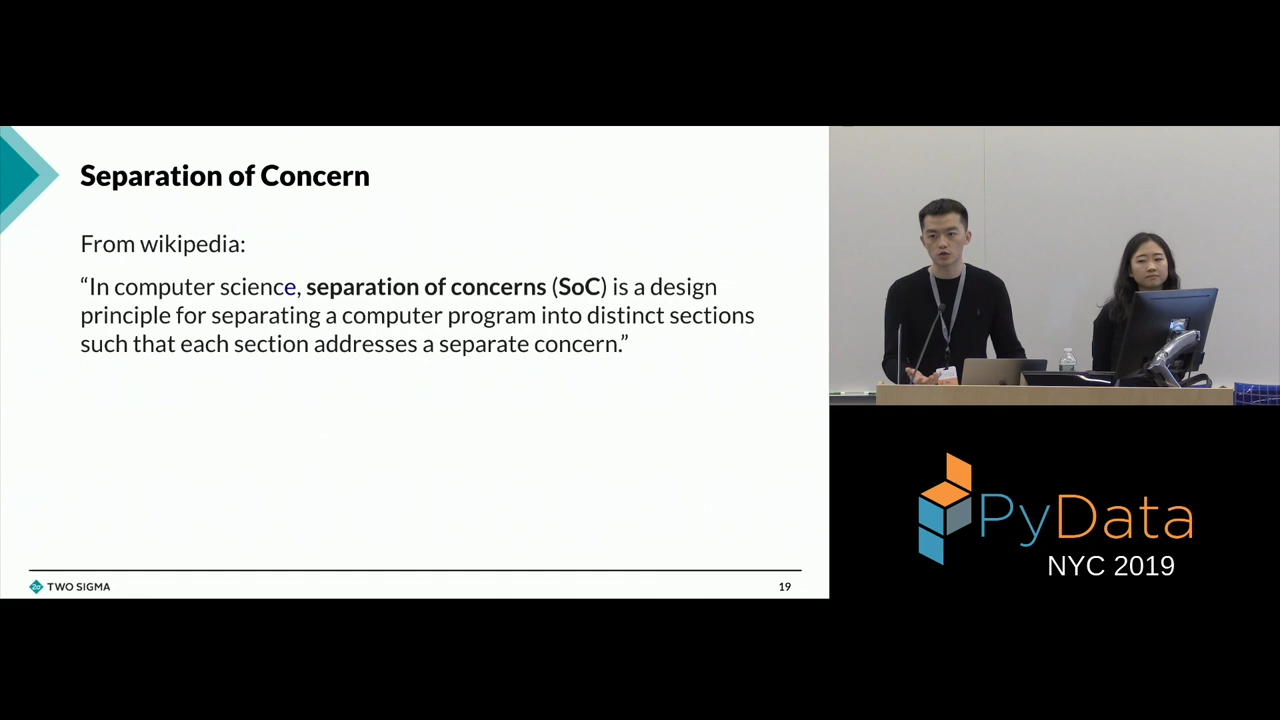 Separation of Concern
From wikipedia:
“In computer science, separation of concerns (SoC) is a design
principle for separating a computer program into distinct sections
such that each section addresses a separate concern.”
TWO SIGMA
19
PyData
NYC 2019